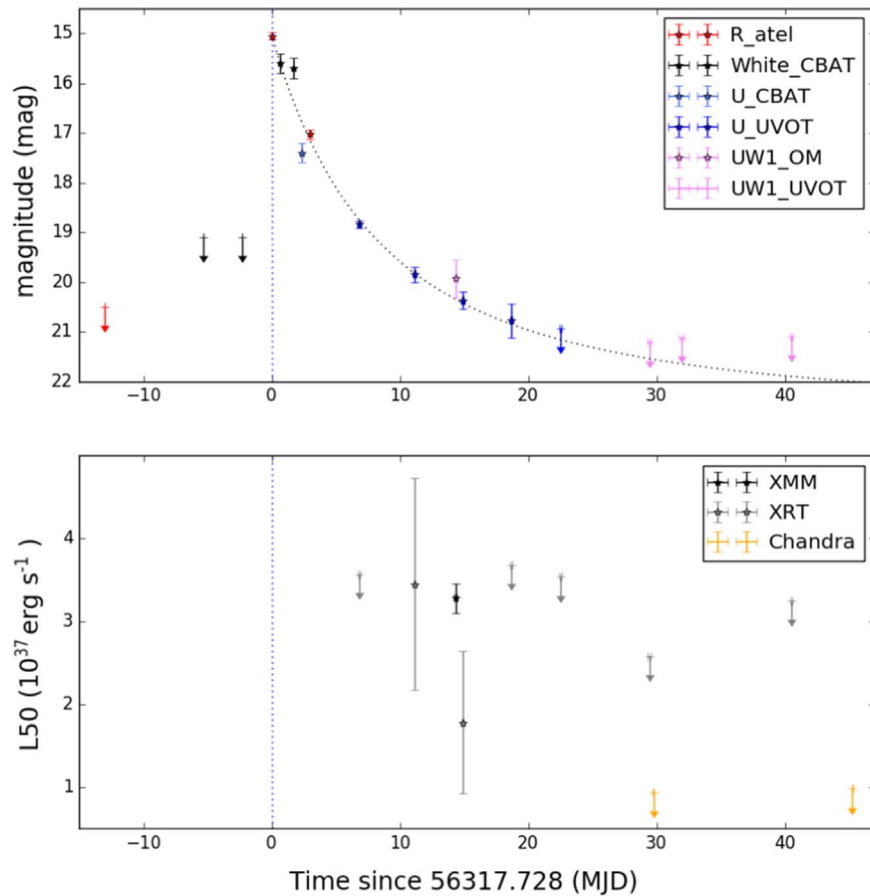 magnitude (mag)
15
16
17
18
19
20
21
22
−10
0
10
20
30
40
R_atel
White_CBAT
U_CBAT
U_UVOT
UW1_OM
UW1_UVOT
L50 (10³⁷ erg s⁻¹)
4
3
2
1
−10
0
10
20
30
40
XMM
XRT
Chandra
Time since 56317.728 (MJD)